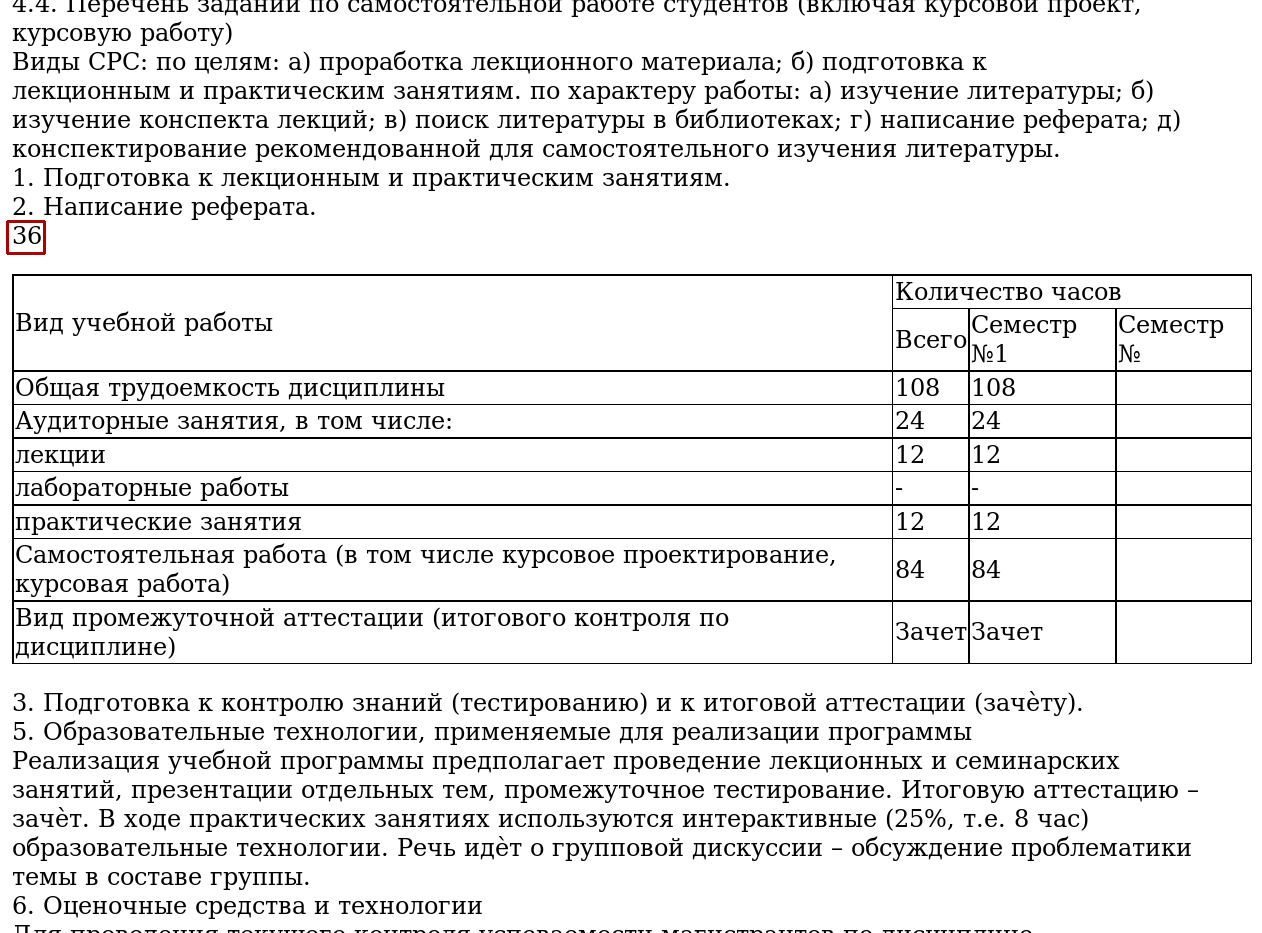 4.4. Перечень заданий по самостоятельной работе студентов (включая курсовой проект,
курсовую работу)
Виды СРС: по целям: а) проработка лекционного материала; б) подготовка к
лекционным и практическим занятиям. по характеру работы: а) изучение литературы; б)
изучение конспекта лекций; в) поиск литературы в библиотеках; г) написание реферата; д)
конспектирование рекомендованной для самостоятельного изучения литературы.
1. Подготовка к лекционным и практическим занятиям.
2. Написание реферата.
36
Вид учебной работы
Количество часов
Всего
Семестр
№1
Семестр
№
Общая трудоемкость дисциплины 108 108
Аудиторные занятия, в том числе: 24 24
лекции 12 12
лабораторные работы - -
практические занятия 12 12
Самостоятельная работа (в том числе курсовое проектирование,
курсовая работа) 84 84
Вид промежуточной аттестации (итогового контроля по
дисциплине) Зачет Зачет
3. Подготовка к контролю знаний (тестированию) и к итоговой аттестации (зачѐту).
5. Образовательные технологии, применяемые для реализации программы
Реализация учебной программы предполагает проведение лекционных и семинарских
занятий, презентации отдельных тем, промежуточное тестирование. Итоговую аттестацию –
зачѐт. В ходе практических занятиях используются интерактивные (25%, т.е. 8 час)
образовательные технологии. Речь идѐт о групповой дискуссии – обсуждение проблематики
темы в составе группы.
6. Оценочные средства и технологии
Для проведения текущего контроля успеваемости магистрантов по дисциплине